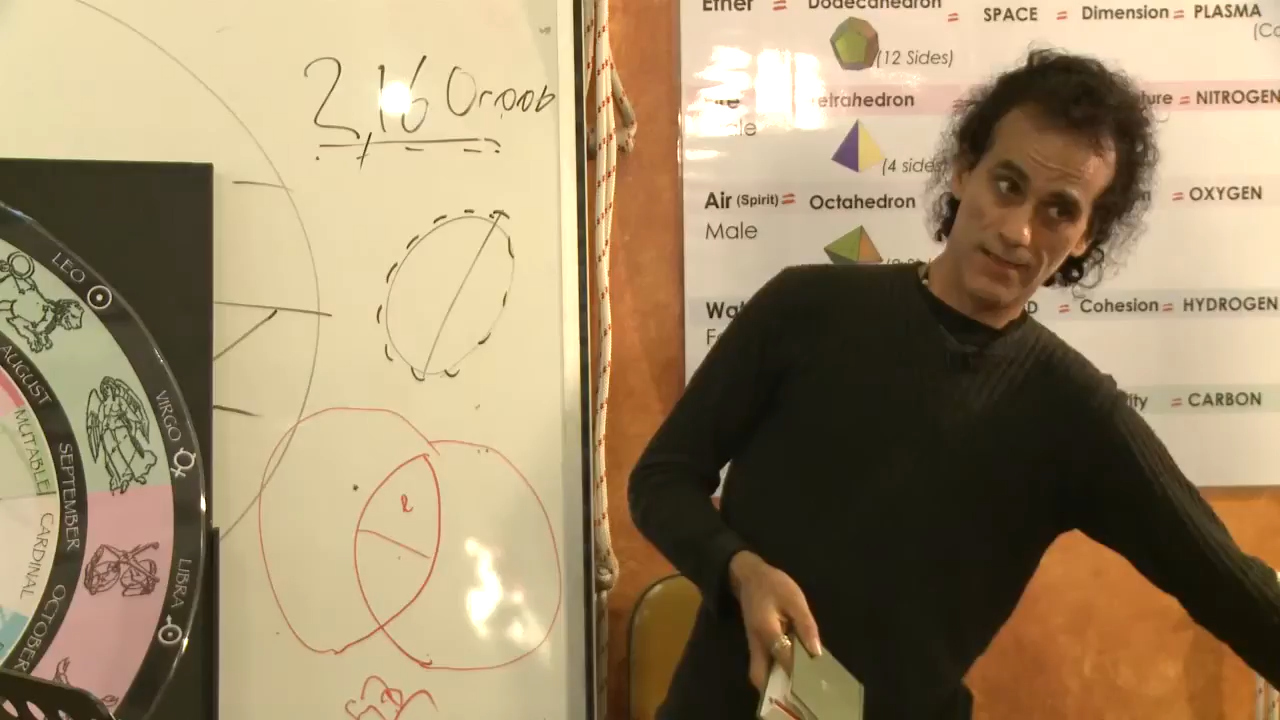 2,160
LEO
AUGUST
VIRGO
MUTABLE
SEPTEMBER
CARDINAL
LIBRA
OCTOBER
R
Ether = Dodecahedron = SPACE = Dimension = PLASMA
(12 Sides)
etrahedron = NITROGEN
(4 sides
Air (Spirit) = Octahedron = OXYGEN
Male
Cohesion = HYDROGEN
= CARBON